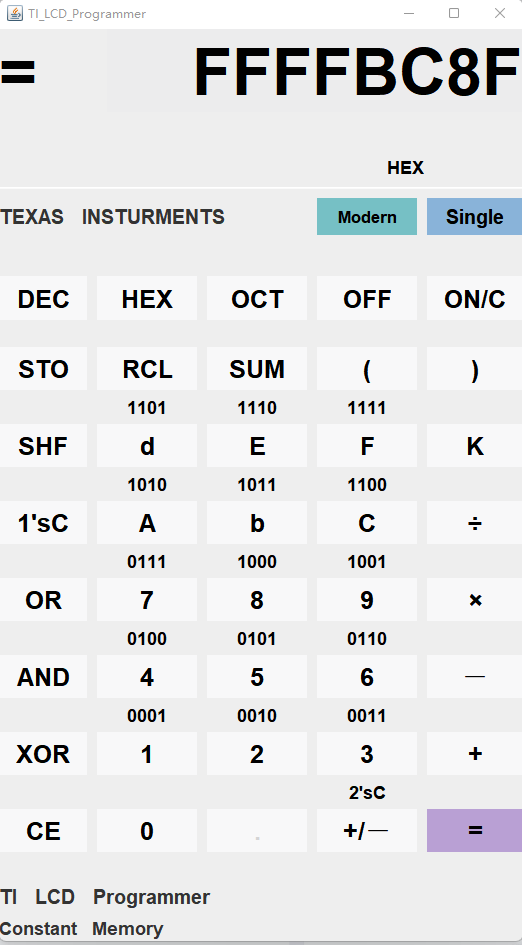 TI_LCD_Programmer
= FFFFBC8F
HEX
TEXAS INSTURMENTS Modern Single
DEC HEX OCT OFF ON/C
STO RCL SUM ( )
1101 1110 1111
SHF d E F K
1010 1011 1100
1'sC A b C ÷
0111 1000 1001
OR 7 8 9 ×
0100 0101 0110
AND 4 5 6 —
0001 0010 0011
XOR 1 2 3 +
2'sC
CE 0 . +/— =
TI LCD Programmer
Constant Memory